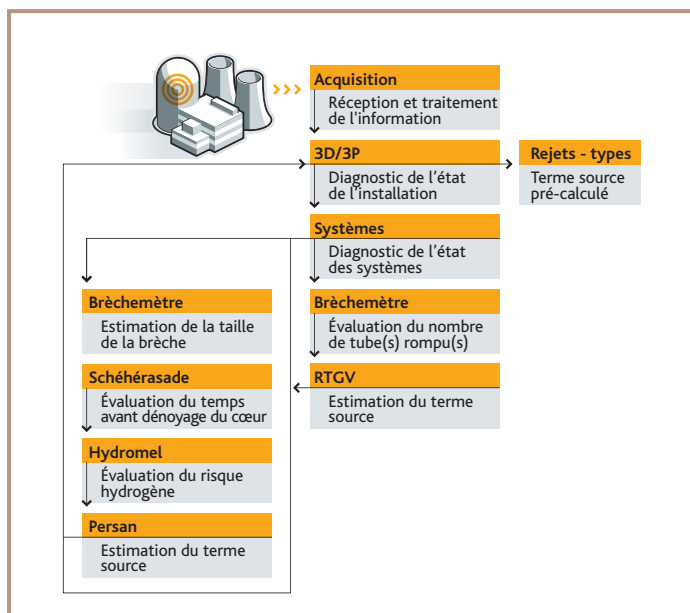 Acquisition
Réception et traitement
de l'information
3D/3P
Diagnostic de l'état
de l'installation
Rejets - types
Terme source
pré-calculé
Systèmes
Diagnostic de l'état
des systèmes
Brèchemètre
Estimation de la taille
de la brèche
Brèchemètre
Évaluation du nombre
de tube(s) rompu(s)
Schéhérasade
Évaluation du temps
avant dénoyage du cœur
RTGV
Estimation du terme
source
Hydromel
Évaluation du risque
hydrogène
Persan
Estimation du terme
source